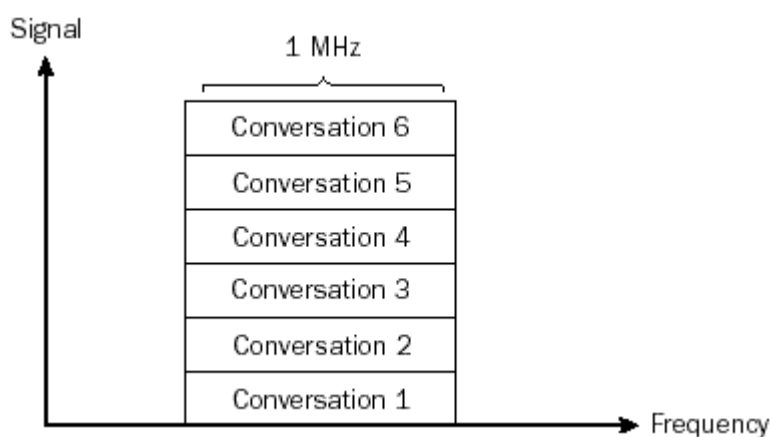 Signal
1 MHz
Conversation 6
Conversation 5
Conversation 4
Conversation 3
Conversation 2
Conversation 1
Frequency